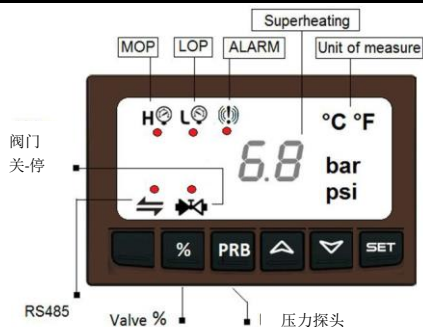 Superheating
MOP LOP ALARM Unit of measure
H L °C °F
6.8 bar
psi
阀门
关-停
% PRB SET
RS485 Valve % 压力探头